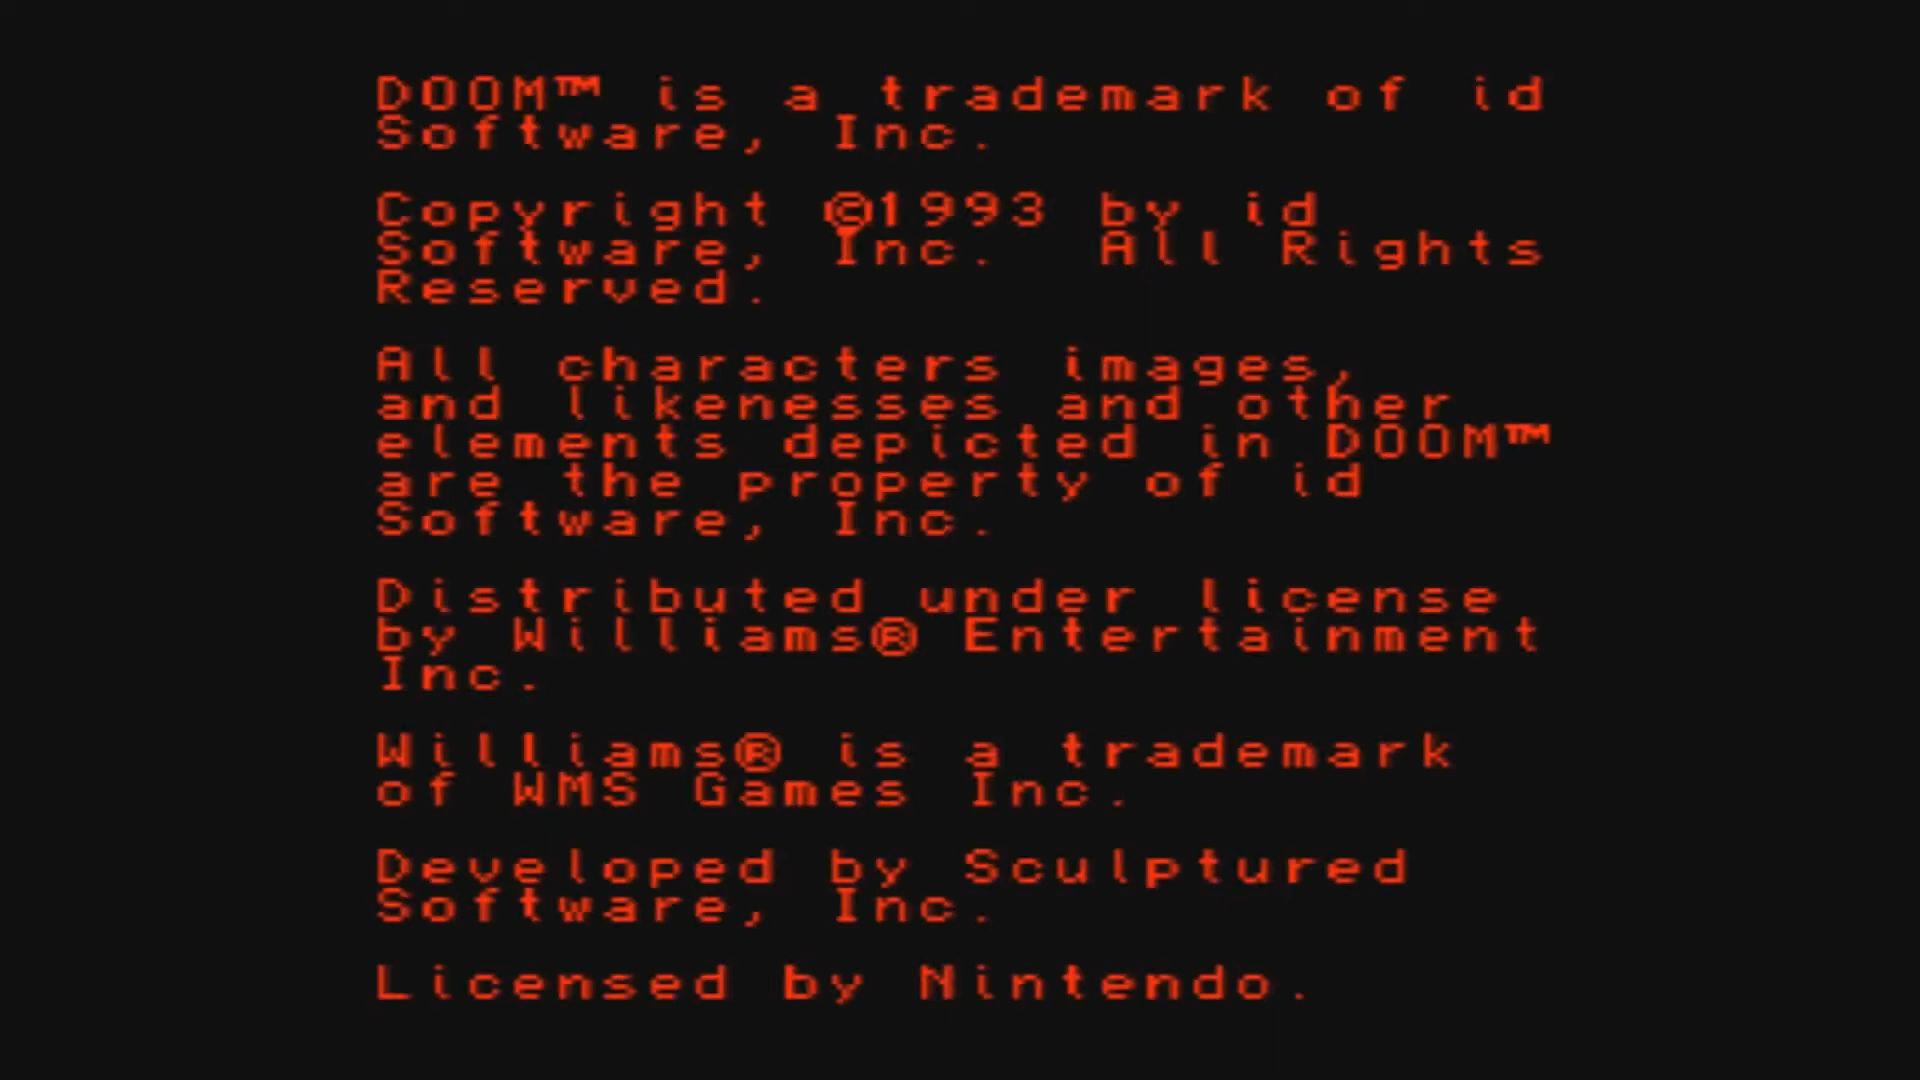 DOOM™ is a trademark of id
Software, Inc.
Copyright ©1993 by id
Software, Inc. All Rights
Reserved.
All characters images,
and likenesses and other
elements depicted in DOOM™
are the property of id
Software, Inc.
Distributed under license
by Williams® Entertainment
Inc.
Williams® is a trademark
of WMS Games Inc.
Developed by Sculptured
Software, Inc.
Licensed by Nintendo.